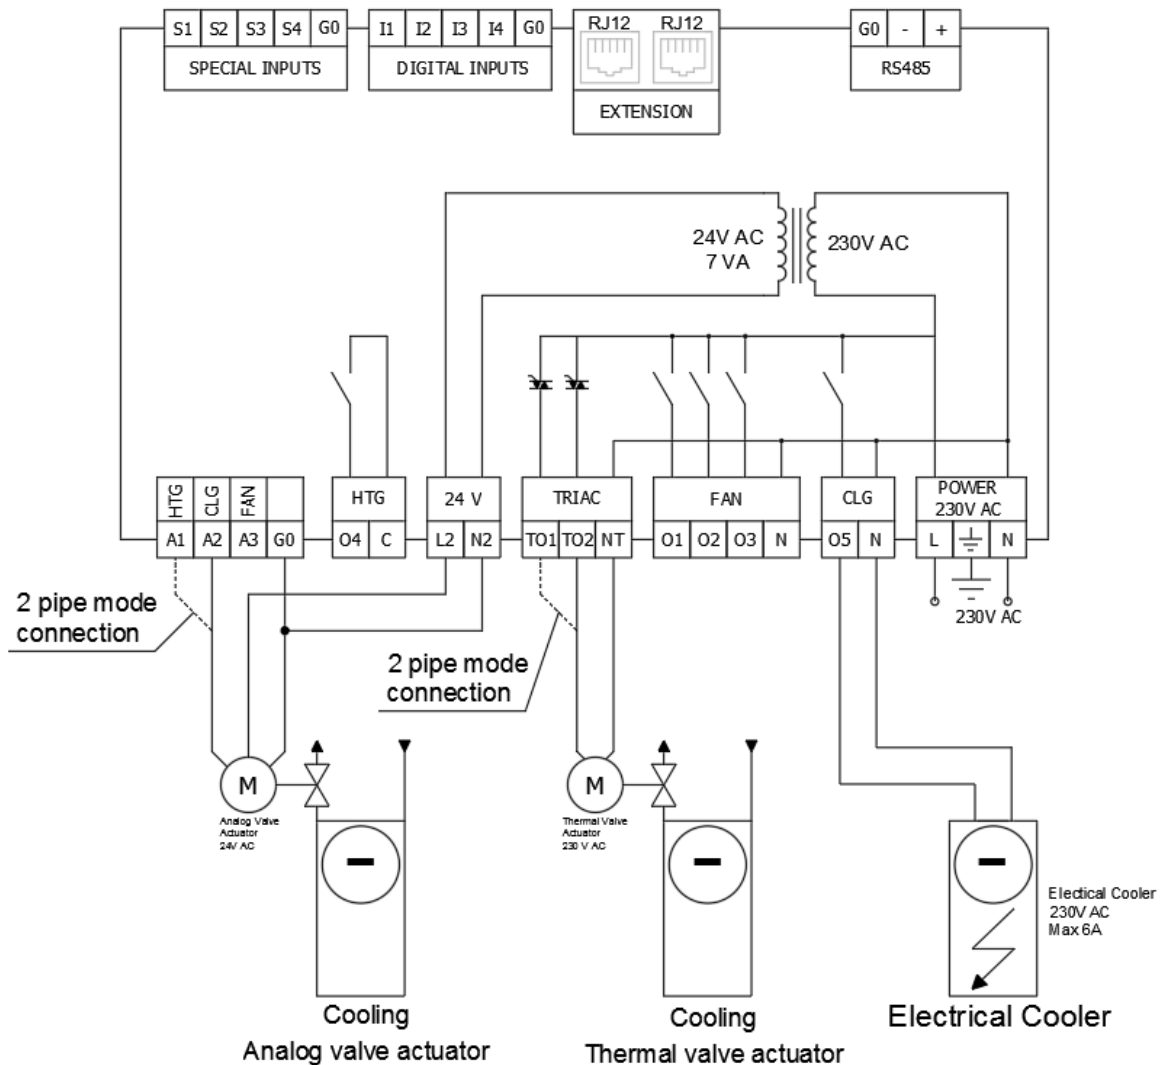 RJ12 RJ12
S1 S2 S3 S4 G0 I1 I2 I3 I4 G0 G0 - +
SPECIAL INPUTS DIGITAL INPUTS RS485
EXTENSION
24V AC 230V AC
7 VA
HTG CLG FAN HTG 24 V TRIAC FAN CLG POWER
230V AC
A1 A2 A3 G0 O4 C L2 N2 TO1 TO2 NT O1 O2 O3 N O5 N L N
230V AC
2 pipe mode
connection
2 pipe mode
connection
M M
Analog Valve
Actuator
24V AC
Thermal Valve
Actuator
230 V AC
Electical Cooler
230V AC
Max 6A
Cooling
Analog valve actuator
Cooling
Thermal valve actuator
Electrical Cooler